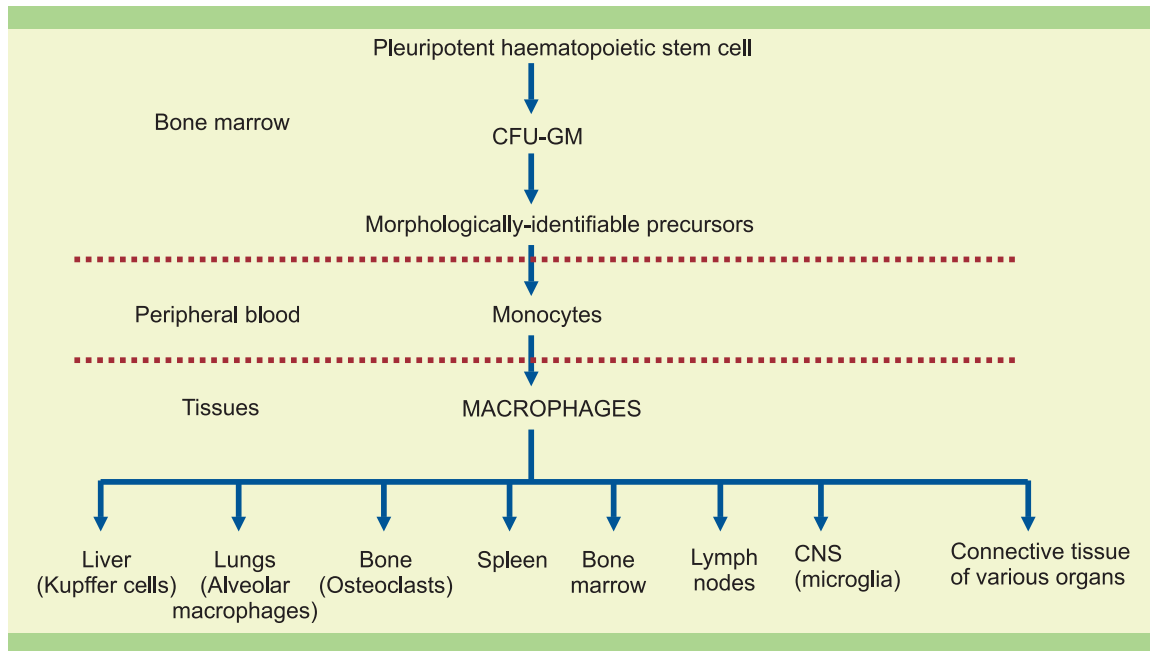 Pleuripotent haematopoietic stem cell
Bone marrow
CFU-GM
Morphologically-identifiable precursors
Peripheral blood
Monocytes
Tissues
MACROPHAGES
Liver
(Kupffer cells)
Lungs
(Alveolar
macrophages)
Bone
(Osteoclasts)
Spleen
Bone
marrow
Lymph
nodes
CNS
(microglia)
Connective tissue
of various organs